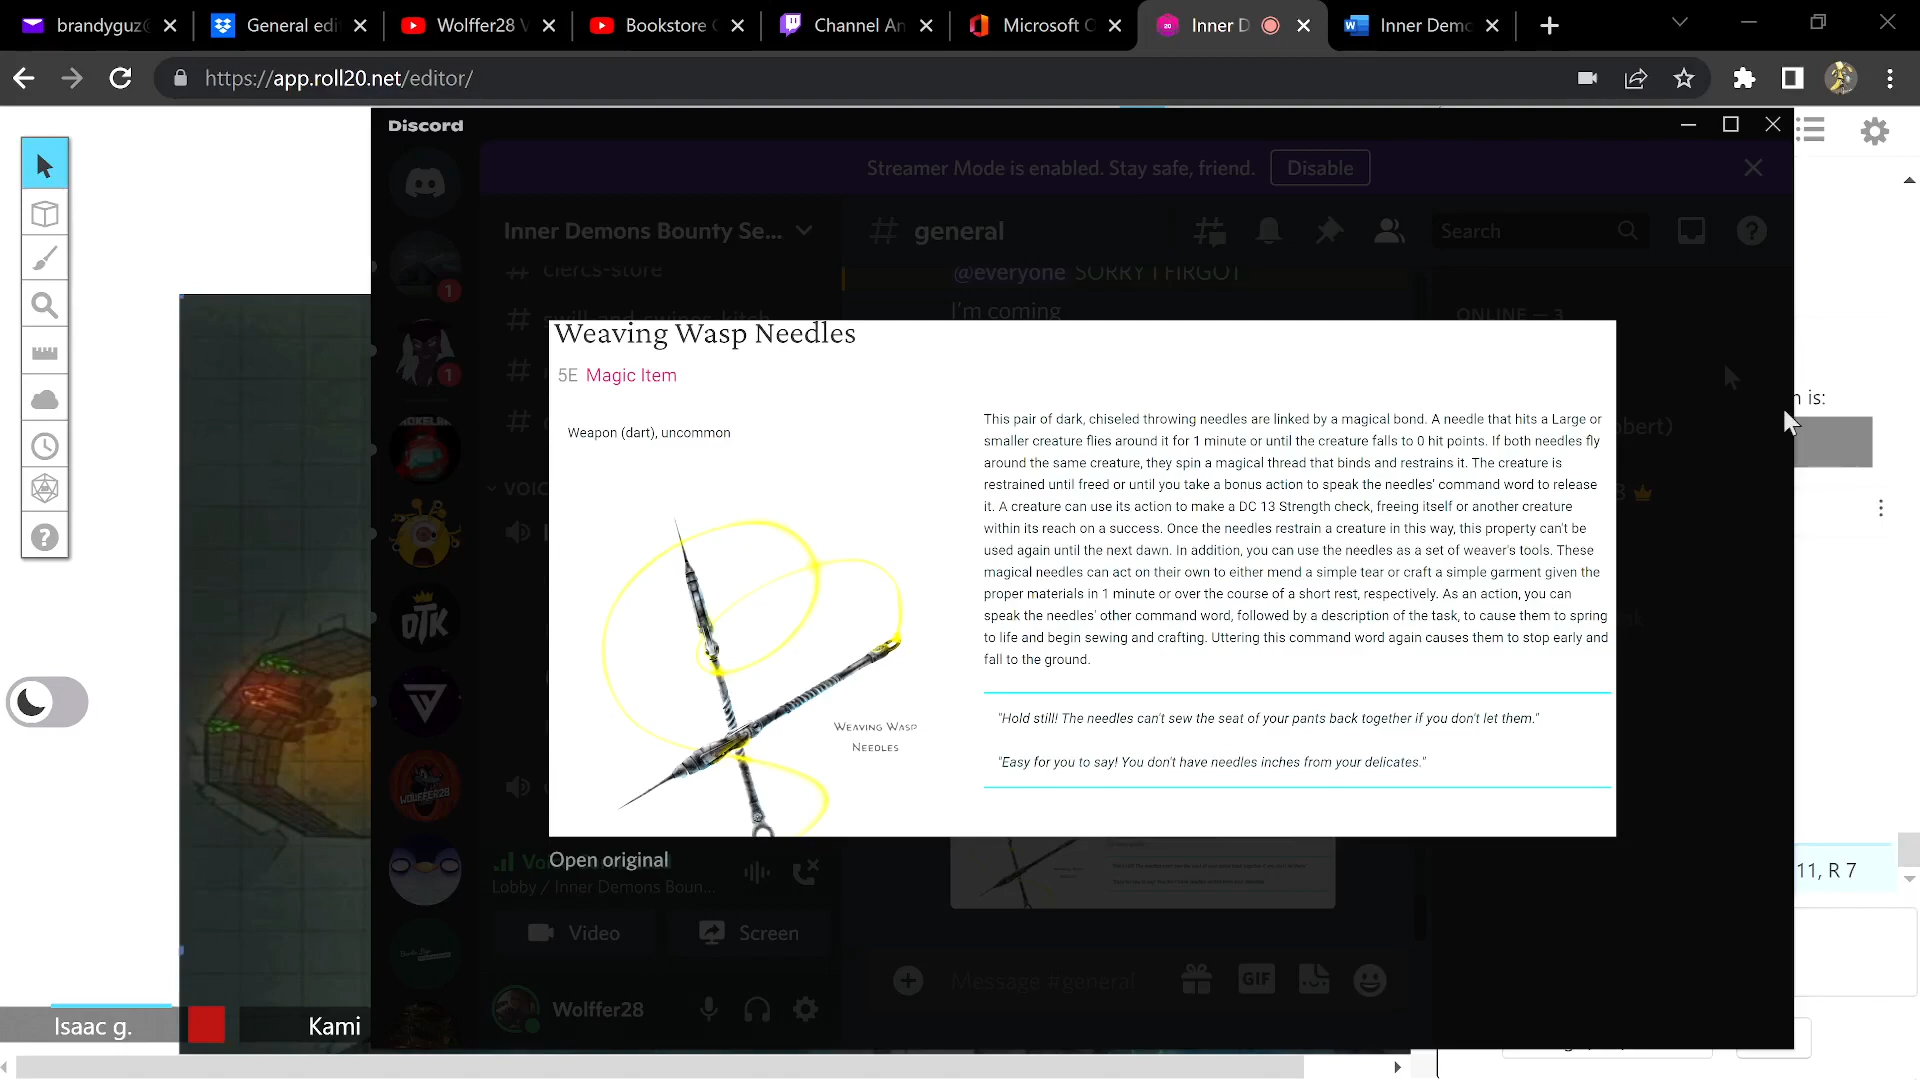 brandyguz
General edi
Wolffer28 V
Bookstore
Channel An
Microsoft O
Inner D
Inner Demo
https://app.roll20.net/editor/
Discord
Streamer Mode is enabled. Stay safe, friend.
Disable
Inner Demons Bounty Se...
general
Search
clercs-store
@everyone SORRY I FIRGOT
I'm coming
ONLINE — 3
Weaving Wasp Needles
5E Magic Item
Weapon (dart), uncommon
This pair of dark, chiseled throwing needles are linked by a magical bond. A needle that hits a Large or
smaller creature flies around it for 1 minute or until the creature falls to 0 hit points. If both needles fly
around the same creature, they spin a magical thread that binds and restrains it. The creature is
restrained until freed or until you take a bonus action to speak the needles' command word to release
it. A creature can use its action to make a DC 13 Strength check, freeing itself or another creature
within its reach on a success. Once the needles restrain a creature in this way, this property can't be
used again until the next dawn. In addition, you can use the needles as a set of weaver's tools. These
magical needles can act on their own to either mend a simple tear or craft a simple garment given the
proper materials in 1 minute or over the course of a short rest, respectively. As an action, you can
speak the needles' other command word, followed by a description of the task, to cause them to spring
to life and begin sewing and crafting. Uttering this command word again causes them to stop early and
fall to the ground.
Weaving Wasp
Needles
"Hold still! The needles can't sew the seat of your pants back together if you don't let them."
"Easy for you to say! You don't have needles inches from your delicates."
n is:
bert)
VOIC
1
1
DTK
WOLFFER28
Open original
Lobby / Inner Demons Boun...
Video
Screen
Message #general
GIF
Wolffer28
11, R 7
Isaac g.
Kami